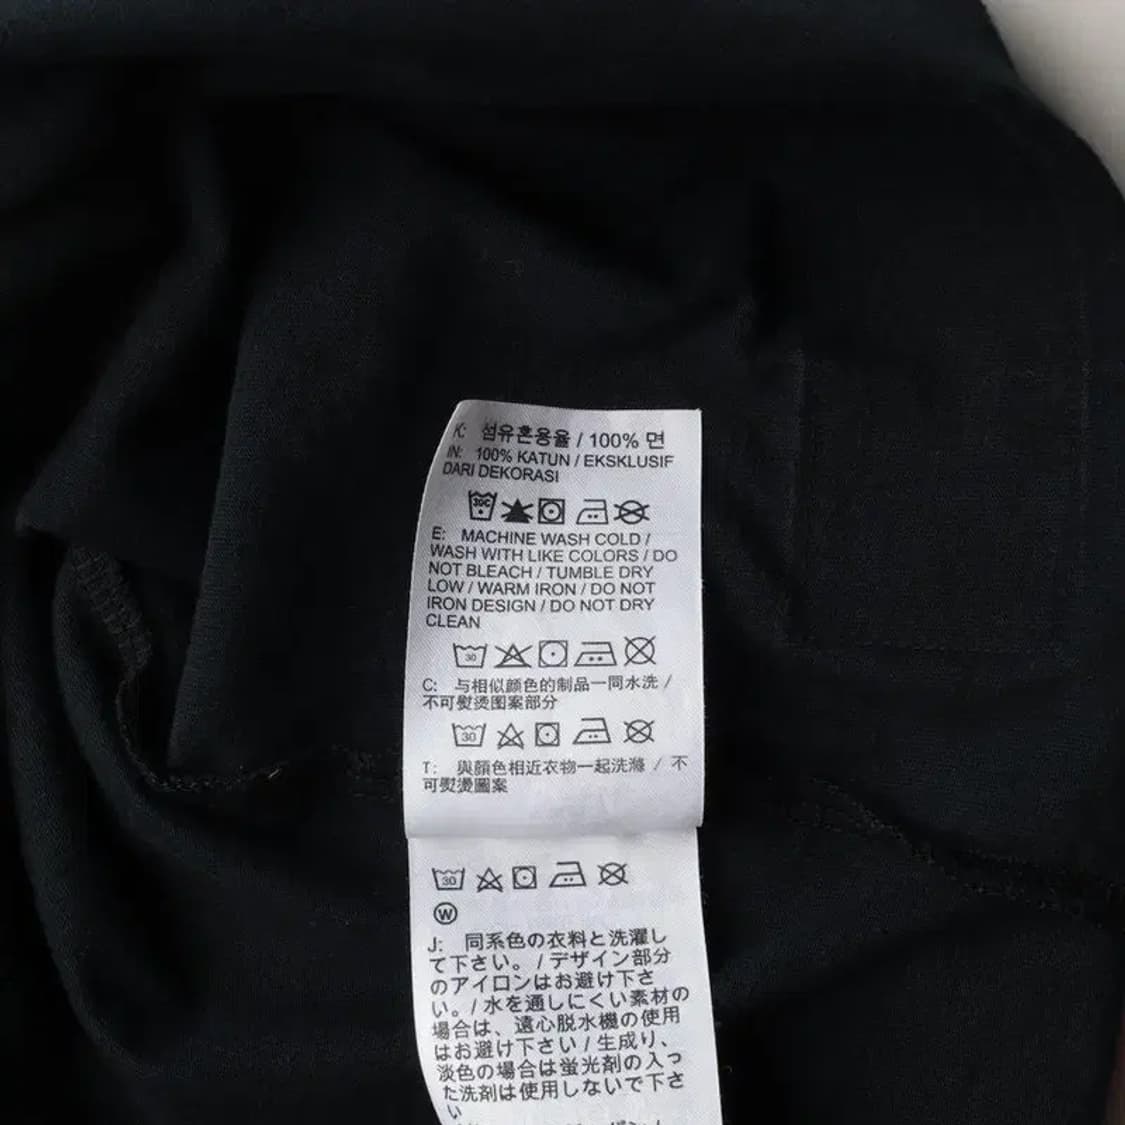 K: 섬유혼용율 / 100% 면
IN: 100% KATUN / EKSKLUSIF
DARI DEKORASI
30C
E: MACHINE WASH COLD /
WASH WITH LIKE COLORS / DO
NOT BLEACH / TUMBLE DRY
LOW / WARM IRON / DO NOT
IRON DESIGN / DO NOT DRY
CLEAN
30
C: 与相似颜色的制品一同水洗 /
不可熨烫图案部分
30
T: 與顏色相近衣物一起洗滌 / 不
可熨燙圖案
30
W
J: 同系色の衣料と洗濯し
て下さい。/ デザイン部分
のアイロンはお避け下さ
い。/ 水を通しにくい素材の
場合は、遠心脱水機の使用
はお避け下さい / 生成り、
淡色の場合は蛍光剤の入っ
た洗剤は使用しないで下さ
い